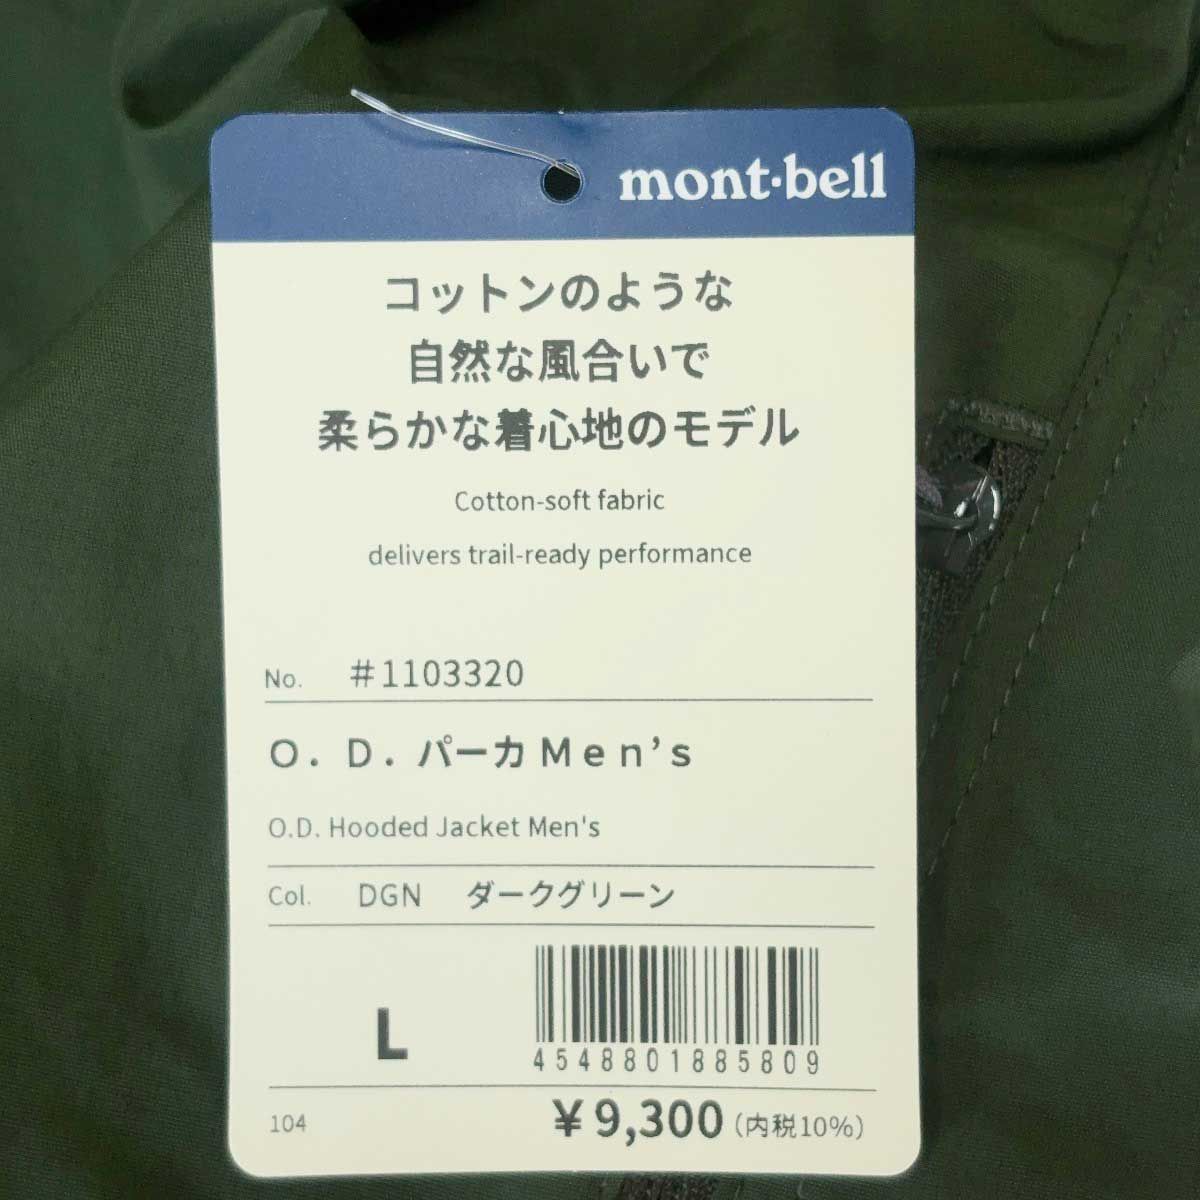 mont·bell
コットンのような
自然な風合いで
柔らかな着心地のモデル
Cotton-soft fabric
delivers trail-ready performance
No. #1103320
O. D. パーカMen's
O.D. Hooded Jacket Men's
Col. DGN ダークグリーン
L
4548801885809
104 ¥9,300(内税10%)